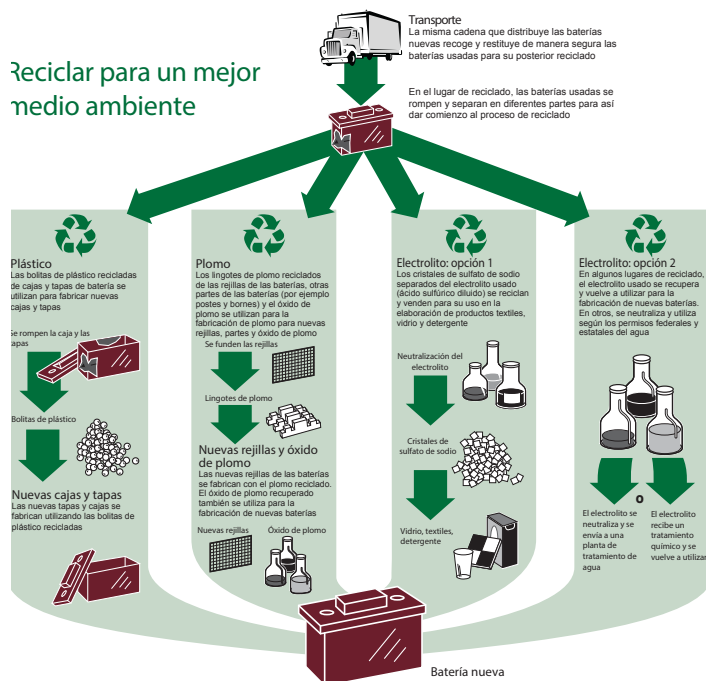 Reciclar para un mejor
medio ambiente
Transporte
La misma cadena que distribuye las baterías
nuevas recoge y restituye de manera segura las
baterías usadas para su posterior reciclado
En el lugar de reciclado, las baterías usadas se
rompen y separan en diferentes partes para así
dar comienzo al proceso de reciclado
Plástico
Las bolitas de plástico recicladas
de cajas y tapas de batería se
utilizan para fabricar nuevas
cajas y tapas
Se rompen la caja y las
tapas
Bolitas de plástico
Nuevas cajas y tapas
Las nuevas tapas y cajas se
fabrican utilizando las bolitas de
plástico recicladas
Plomo
Los lingotes de plomo reciclados
de las rejillas de las baterías, otras
partes de las baterías (por ejemplo
postes y bornes) y el óxido de
plomo se utilizan para la
fabricación de plomo para nuevas
rejillas, partes y óxido de plomo
Se funden las rejillas
Lingotes de plomo
Nuevas rejillas y óxido
de plomo
Las nuevas rejillas de las baterías
se fabrican con el plomo reciclado.
El óxido de plomo recuperado
también se utiliza para la
fabricación de nuevas baterías
Nuevas rejillas
Óxido de plomo
Electrolito: opción 1
Los cristales de sulfato de sodio
separados del electrolito usado
(ácido sulfúrico diluido) se reciclan
y venden para su uso en la
elaboración de productos textiles,
vidrio y detergente
Neutralización del
electrolito
Cristales de
sulfato de sodio
Vidrio, textiles,
detergente
Electrolito: opción 2
En algunos lugares de reciclado,
el electrolito usado se recupera
y vuelve a utilizar para la
fabricación de nuevas baterías.
En otros, se neutraliza y utiliza
según los permisos federales y
estatales del agua
o
El electrolito se
neutraliza y se
envía a una
planta de
tratamiento de
agua
El electrolito
recibe un
tratamiento
químico y se
vuelve a utilizar
Batería nueva